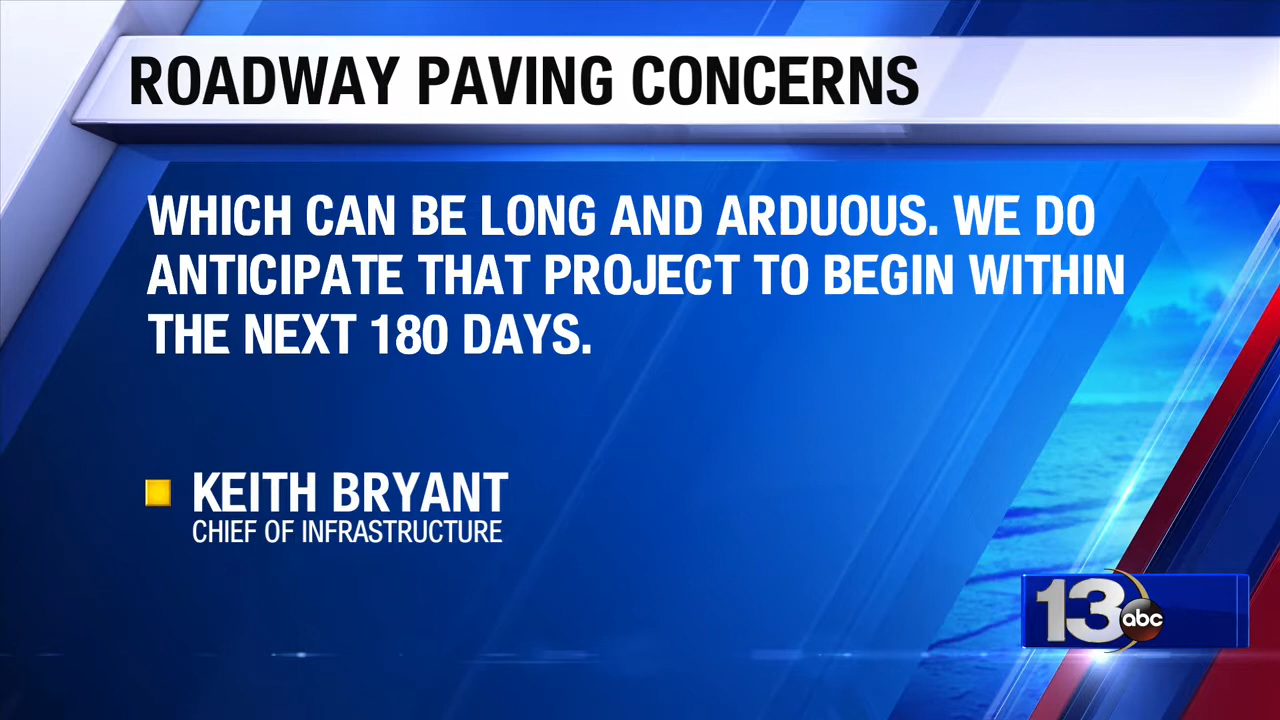 ROADWAY PAVING CONCERNS
WHICH CAN BE LONG AND ARDUOUS. WE DO
ANTICIPATE THAT PROJECT TO BEGIN WITHIN
THE NEXT 180 DAYS.
KEITH BRYANT
CHIEF OF INFRASTRUCTURE
13 abc